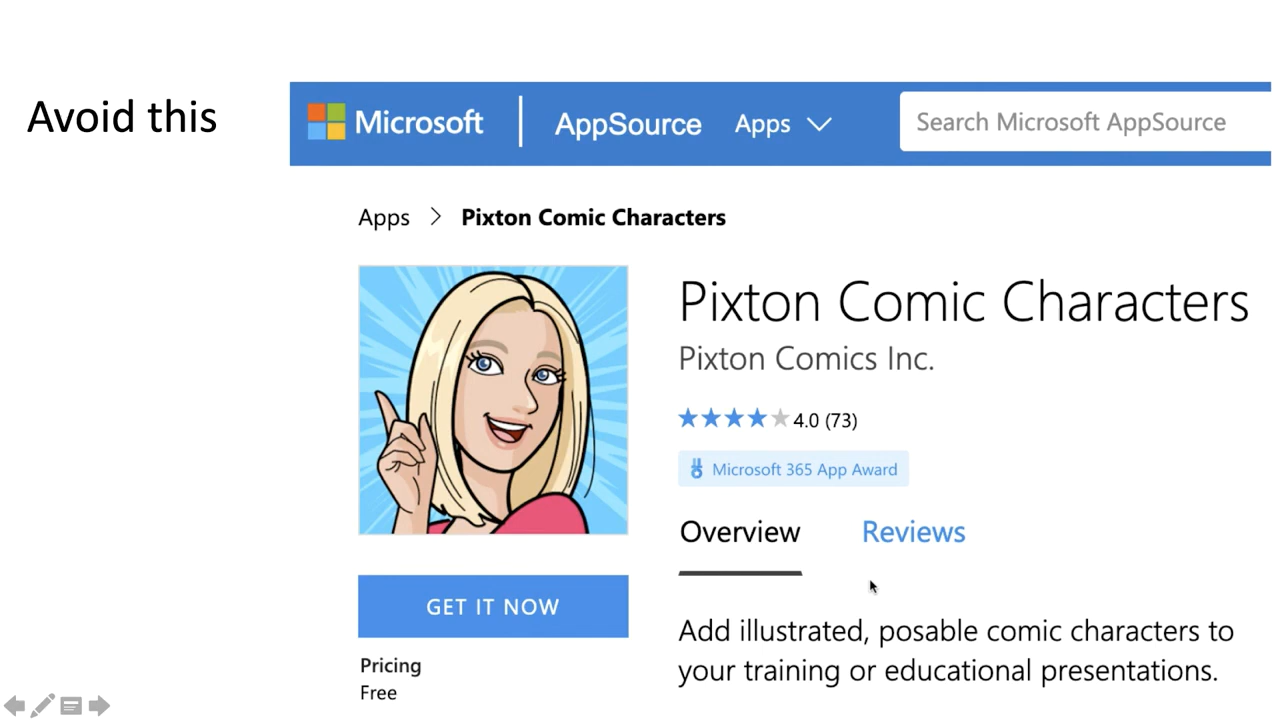 Avoid this
Microsoft AppSource Apps Search Microsoft AppSource
Apps > Pixton Comic Characters
Pixton Comic Characters
Pixton Comics Inc.
4.0 (73)
Microsoft 365 App Award
Overview Reviews
GET IT NOW
Add illustrated, posable comic characters to
your training or educational presentations.
Pricing
Free